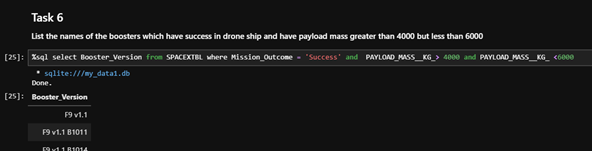 Task 6
List the names of the boosters which have success in drone ship and have payload mass greater than 4000 but less than 6000
[25]: %sql select Booster_Version from SPACEXTBL where Mission_Outcome = 'Success' and PAYLOAD_MASS__KG_> 4000 and PAYLOAD_MASS__KG_ <6000
* sqlite:///my_data1.db
Done.
[25]: Booster_Version
F9 v1.1
F9 v1.1 B1011
F9 v1.1 B1014